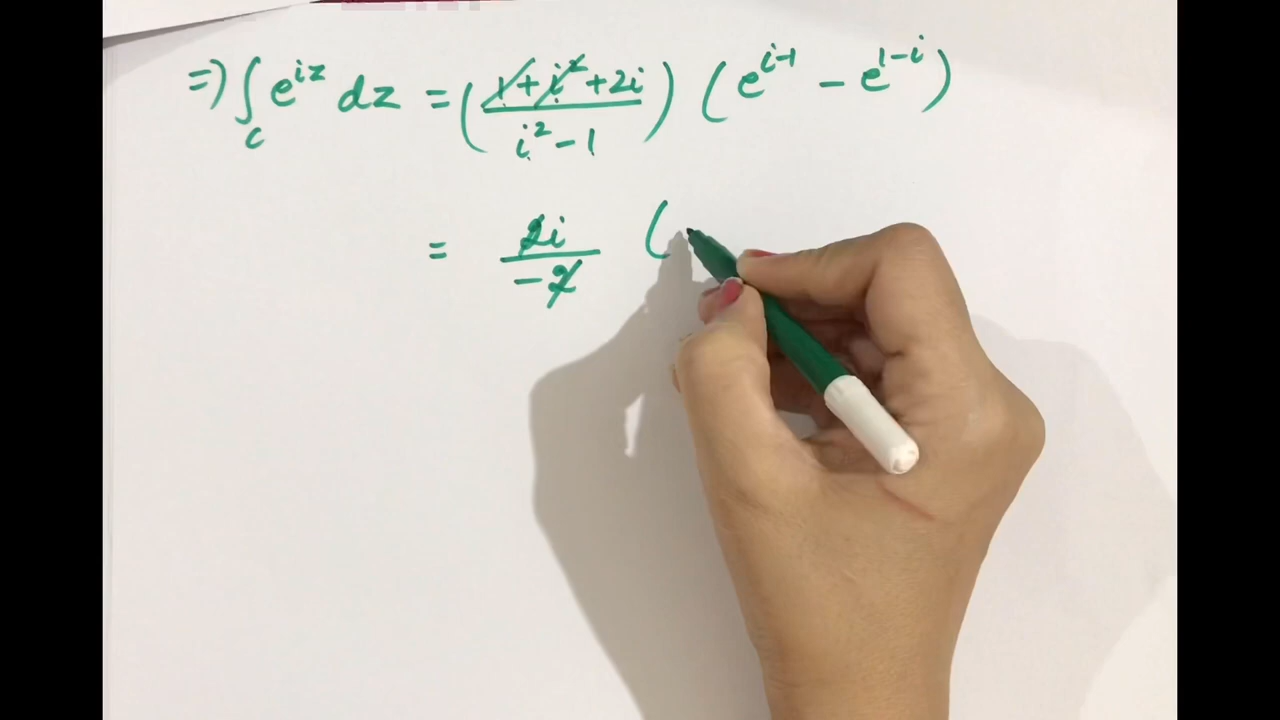 ⇒) ∫_C e^{iz} dz = ((1 + i² + 2i)/(i² - 1)) (e^{i-1} - e^{1-i})
= 2i/-2 (